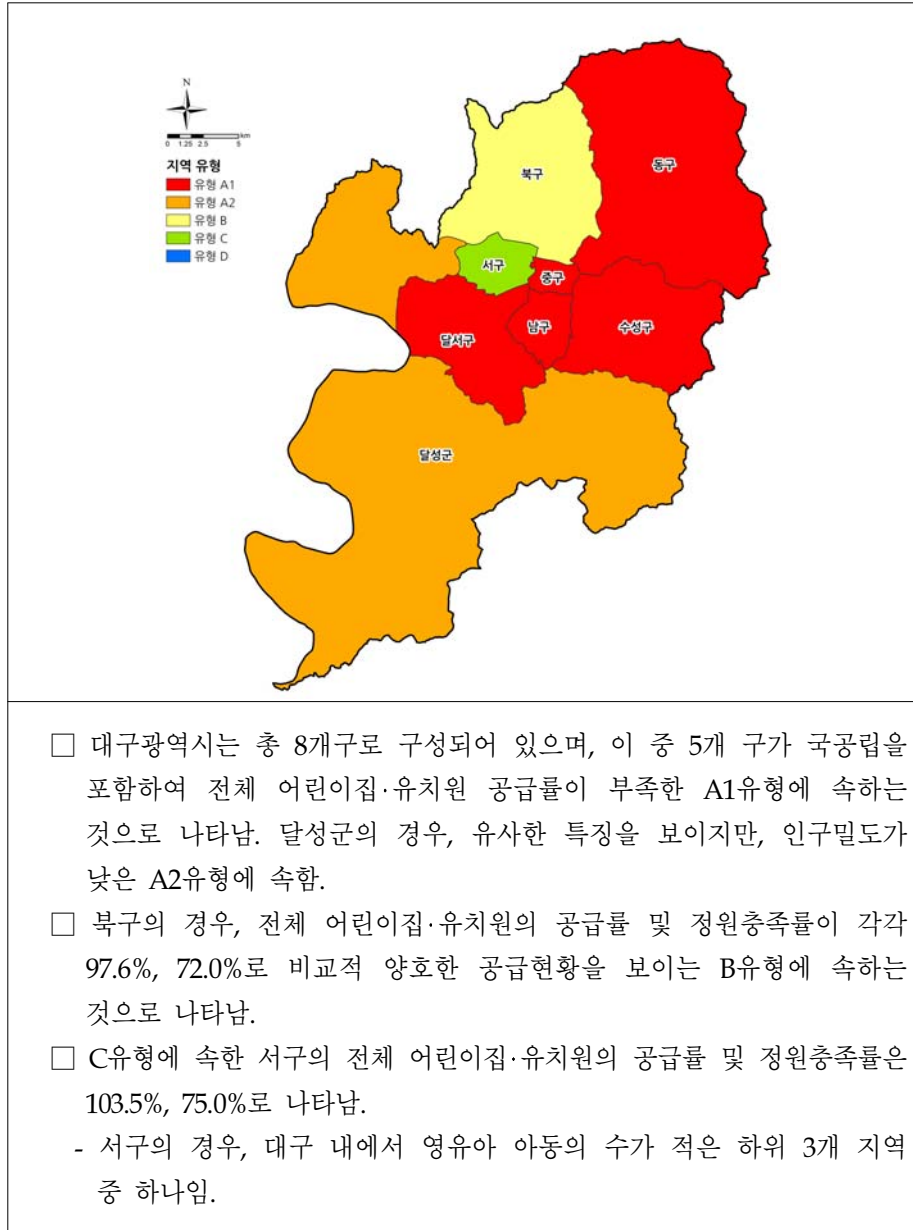 N
km
0 1.25 2.5 5
지역 유형
유형 A1
유형 A2
유형 B
유형 C
유형 D
북구
동구
서구
중구
달서구
남구
수성구
달성군
□ 대구광역시는 총 8개구로 구성되어 있으며, 이 중 5개 구가 국공립을
포함하여 전체 어린이집·유치원 공급률이 부족한 A1유형에 속하는
것으로 나타남. 달성군의 경우, 유사한 특징을 보이지만, 인구밀도가
낮은 A2유형에 속함.
□ 북구의 경우, 전체 어린이집·유치원의 공급률 및 정원충족률이 각각
97.6%, 72.0%로 비교적 양호한 공급현황을 보이는 B유형에 속하는
것으로 나타남.
□ C유형에 속한 서구의 전체 어린이집·유치원의 공급률 및 정원충족률은
103.5%, 75.0%로 나타남.
- 서구의 경우, 대구 내에서 영유아 아동의 수가 적은 하위 3개 지역
중 하나임.